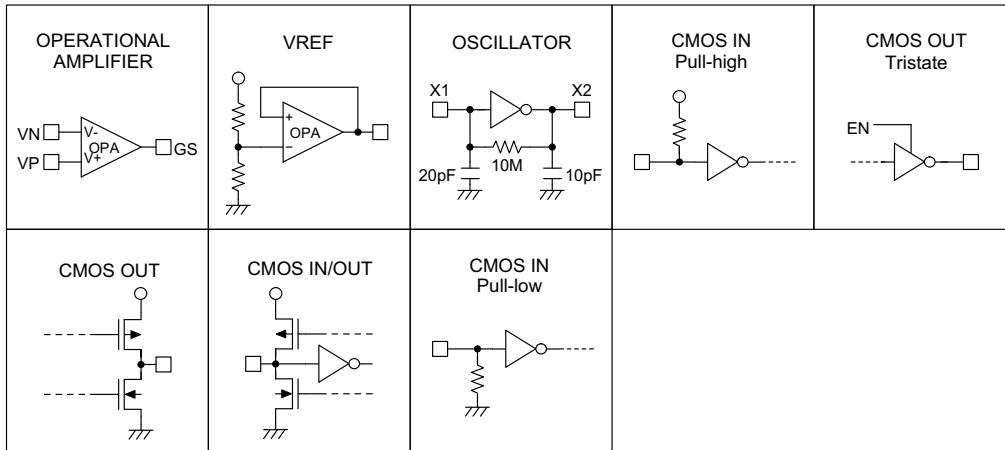 OPERATIONAL
AMPLIFIER
VN
V-
OPA
VP
V+
GS
VREF
+
OPA
−
OSCILLATOR
X1
X2
10M
20pF
10pF
CMOS IN
Pull-high
CMOS OUT
Tristate
EN
CMOS OUT
CMOS IN/OUT
CMOS IN
Pull-low